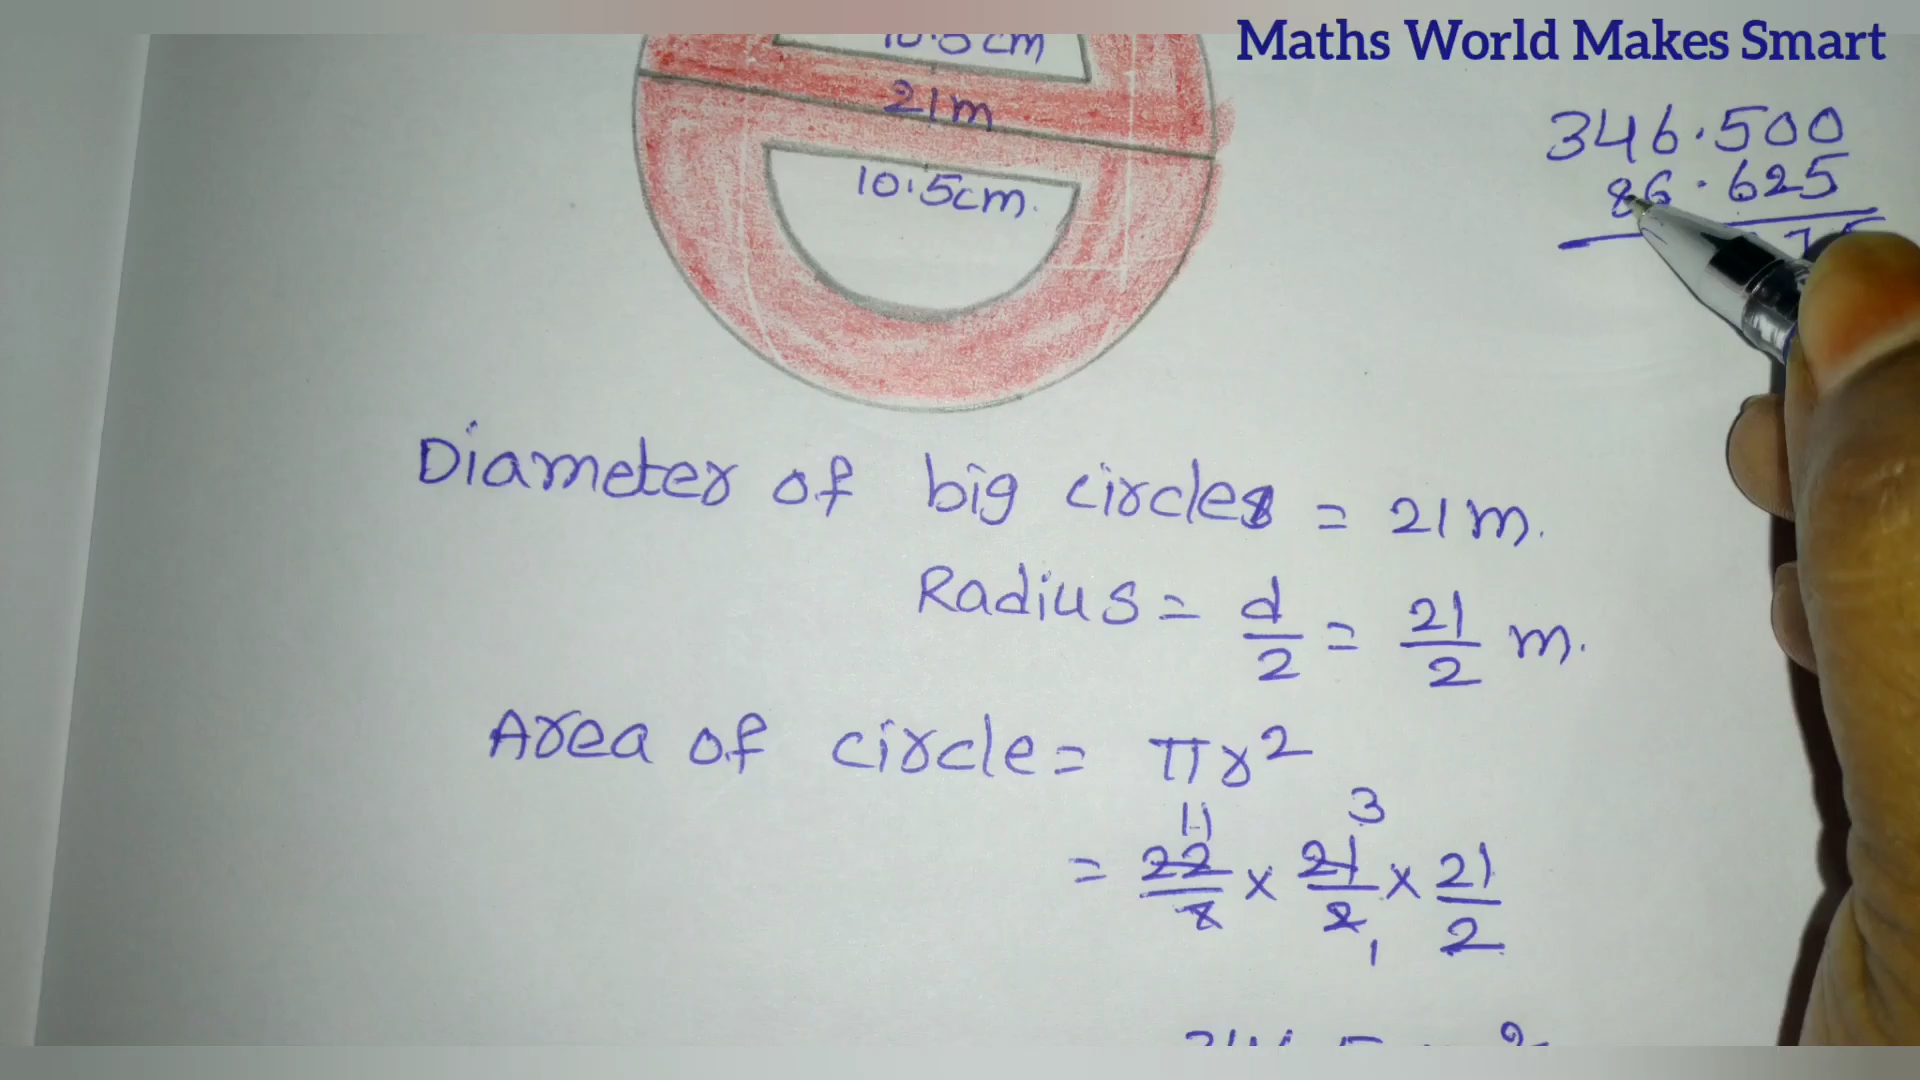 Maths World Makes Smart
10.5cm
21m
10.5cm.
346.500
86.625
75
Diameter of big circles = 21m.
Radius = d/2 = 21/2 m.
Area of circle = πr²
11 3
= 22/7 x 21/2 x 21/2
1